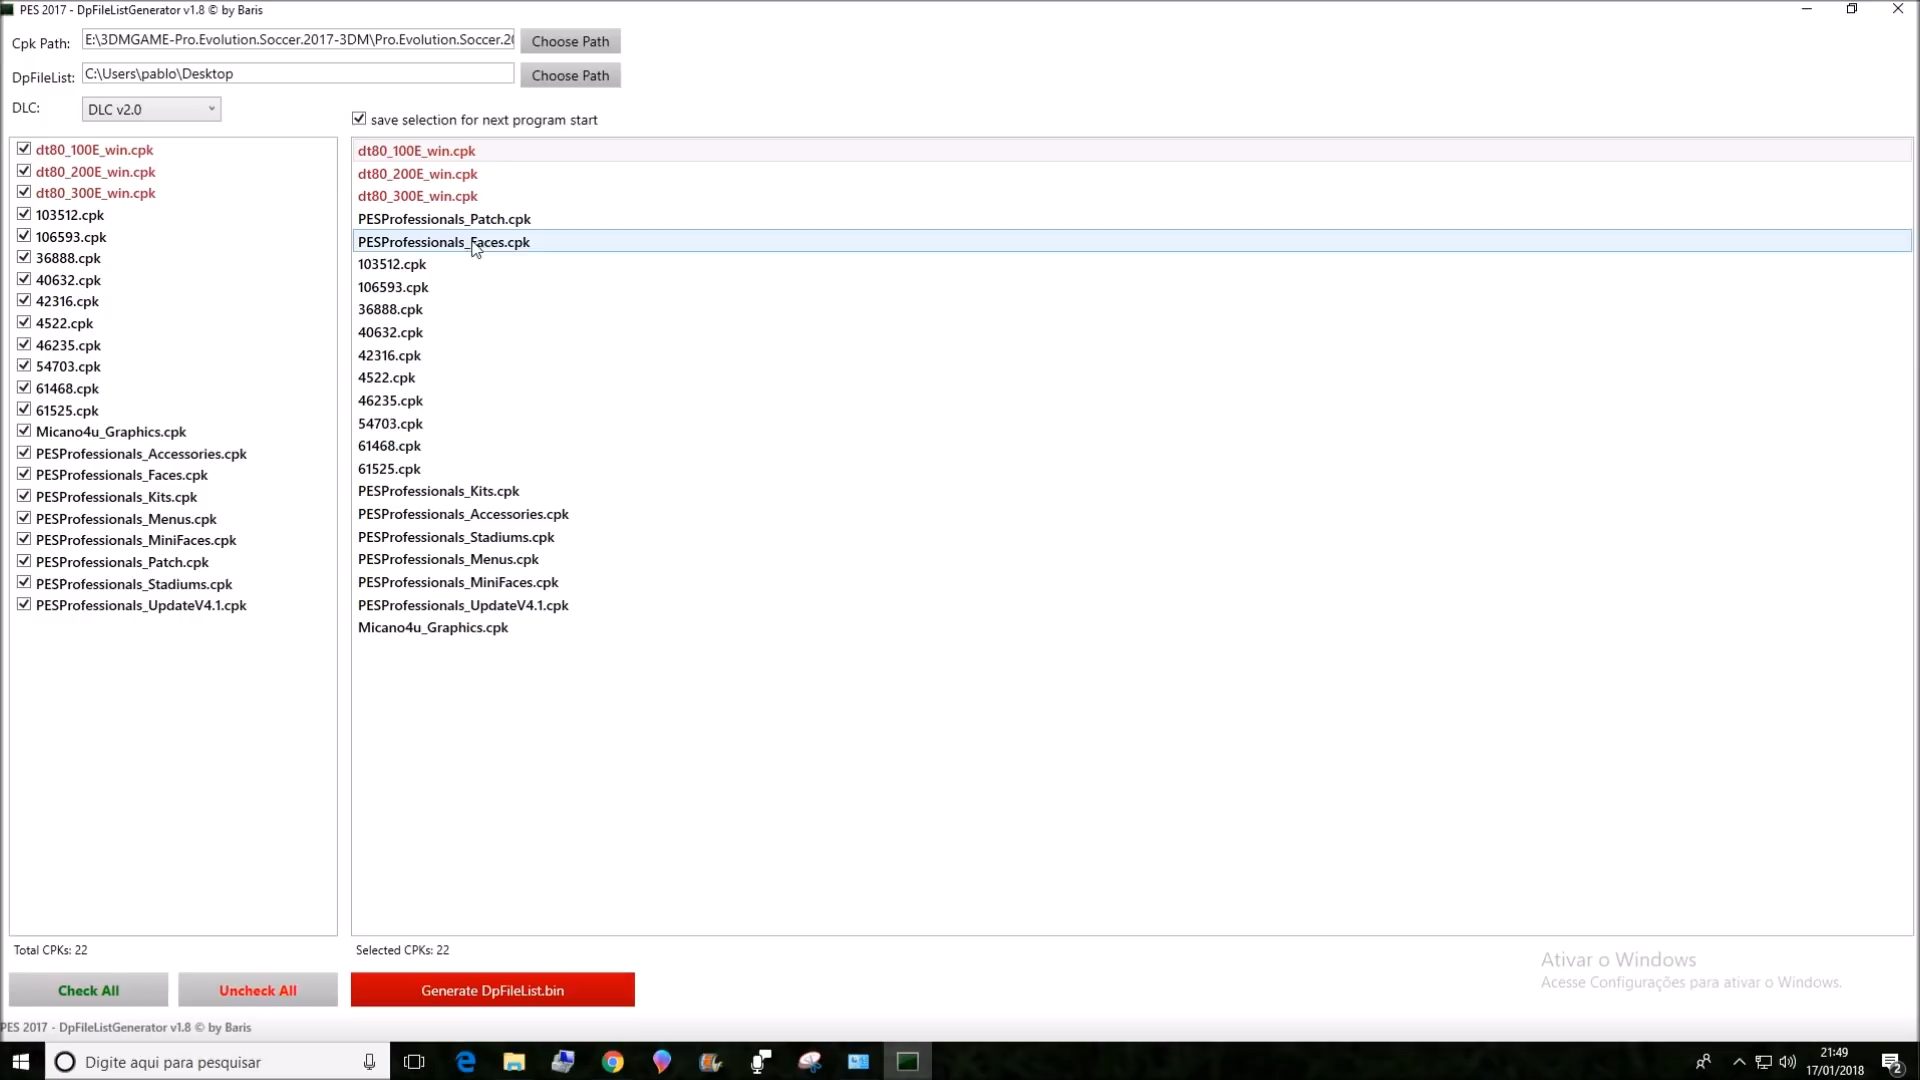 PES 2017 - DpFileListGenerator v1.8 © by Baris
Cpk Path: E:\3DMGAME-Pro.Evolution.Soccer.2017-3DM\Pro.Evolution.Soccer.20 Choose Path
DpFileList: C:\Users\pablo\Desktop Choose Path
DLC: DLC v2.0
save selection for next program start
dt80_100E_win.cpk
dt80_200E_win.cpk
dt80_300E_win.cpk
103512.cpk
106593.cpk
36888.cpk
40632.cpk
42316.cpk
4522.cpk
46235.cpk
54703.cpk
61468.cpk
61525.cpk
Micano4u_Graphics.cpk
PESProfessionals_Accessories.cpk
PESProfessionals_Faces.cpk
PESProfessionals_Kits.cpk
PESProfessionals_Menus.cpk
PESProfessionals_MiniFaces.cpk
PESProfessionals_Patch.cpk
PESProfessionals_Stadiums.cpk
PESProfessionals_UpdateV4.1.cpk
dt80_100E_win.cpk
dt80_200E_win.cpk
dt80_300E_win.cpk
PESProfessionals_Patch.cpk
PESProfessionals_Faces.cpk
103512.cpk
106593.cpk
36888.cpk
40632.cpk
42316.cpk
4522.cpk
46235.cpk
54703.cpk
61468.cpk
61525.cpk
PESProfessionals_Kits.cpk
PESProfessionals_Accessories.cpk
PESProfessionals_Stadiums.cpk
PESProfessionals_Menus.cpk
PESProfessionals_MiniFaces.cpk
PESProfessionals_UpdateV4.1.cpk
Micano4u_Graphics.cpk
Total CPKs: 22
Selected CPKs: 22
Check All
Uncheck All
Generate DpFileList.bin
Ativar o Windows
Acesse Configurações para ativar o Windows.
PES 2017 - DpFileListGenerator v1.8 © by Baris
Digite aqui para pesquisar
21:49
17/01/2018
2